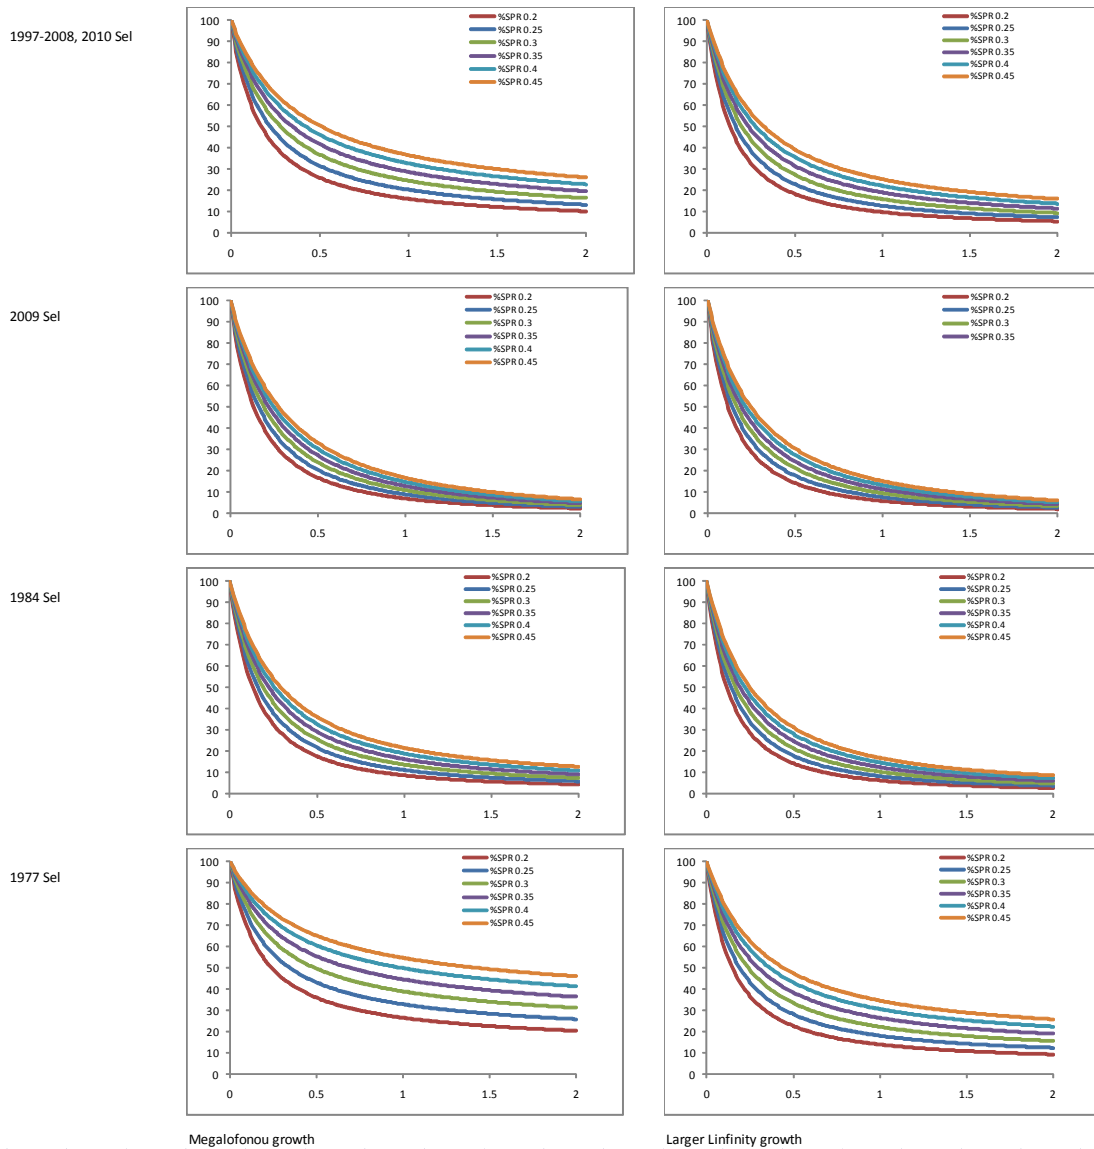 1997-2008, 2010 Sel
100
90
80
70
60
50
40
30
20
10
0
0 0.5 1 1.5 2
%SPR 0.2
%SPR 0.25
%SPR 0.3
%SPR 0.35
%SPR 0.4
%SPR 0.45
100
90
80
70
60
50
40
30
20
10
0
0 0.5 1 1.5 2
%SPR 0.2
%SPR 0.25
%SPR 0.3
%SPR 0.35
%SPR 0.4
%SPR 0.45
2009 Sel
100
90
80
70
60
50
40
30
20
10
0
0 0.5 1 1.5 2
%SPR 0.2
%SPR 0.25
%SPR 0.3
%SPR 0.35
%SPR 0.4
%SPR 0.45
100
90
80
70
60
50
40
30
20
10
0
0 0.5 1 1.5 2
%SPR 0.2
%SPR 0.25
%SPR 0.3
%SPR 0.35
1984 Sel
100
90
80
70
60
50
40
30
20
10
0
0 0.5 1 1.5 2
%SPR 0.2
%SPR 0.25
%SPR 0.3
%SPR 0.35
%SPR 0.4
%SPR 0.45
100
90
80
70
60
50
40
30
20
10
0
0 0.5 1 1.5 2
%SPR 0.2
%SPR 0.25
%SPR 0.3
%SPR 0.35
%SPR 0.4
%SPR 0.45
1977 Sel
100
90
80
70
60
50
40
30
20
10
0
0 0.5 1 1.5 2
%SPR 0.2
%SPR 0.25
%SPR 0.3
%SPR 0.35
%SPR 0.4
%SPR 0.45
100
90
80
70
60
50
40
30
20
10
0
0 0.5 1 1.5 2
%SPR 0.2
%SPR 0.25
%SPR 0.3
%SPR 0.35
%SPR 0.4
%SPR 0.45
Megalofonou growth
Larger Linfinity growth